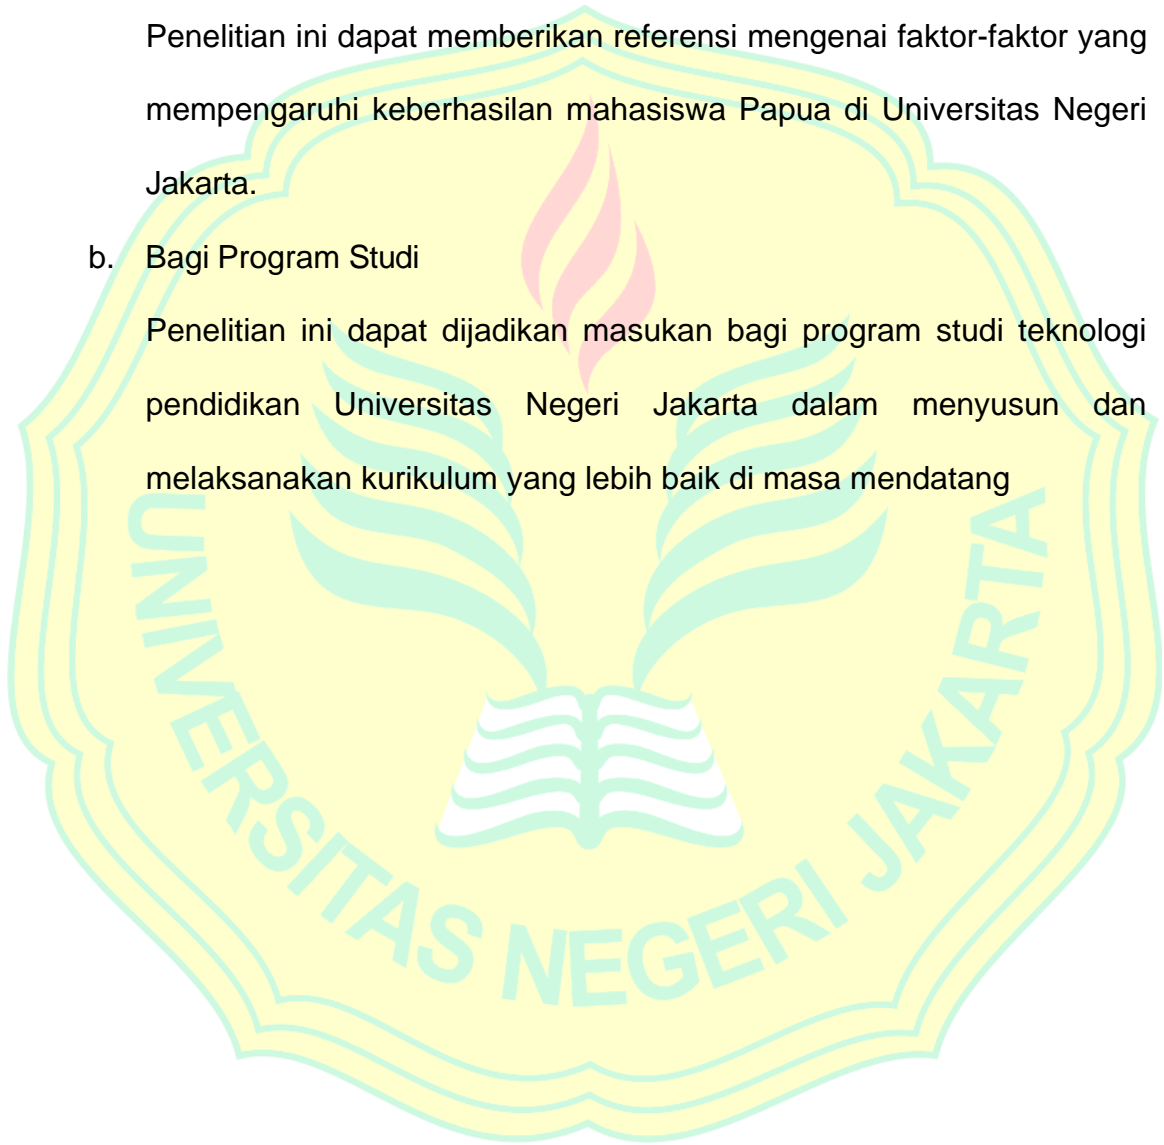 Penelitian ini dapat memberikan referensi mengenai faktor-faktor yang
mempengaruhi keberhasilan mahasiswa Papua di Universitas Negeri
Jakarta.
b. Bagi Program Studi
Penelitian ini dapat dijadikan masukan bagi program studi teknologi
pendidikan Universitas Negeri Jakarta dalam menyusun dan
melaksanakan kurikulum yang lebih baik di masa mendatang
UNIVERSITAS NEGERI JAKARTA